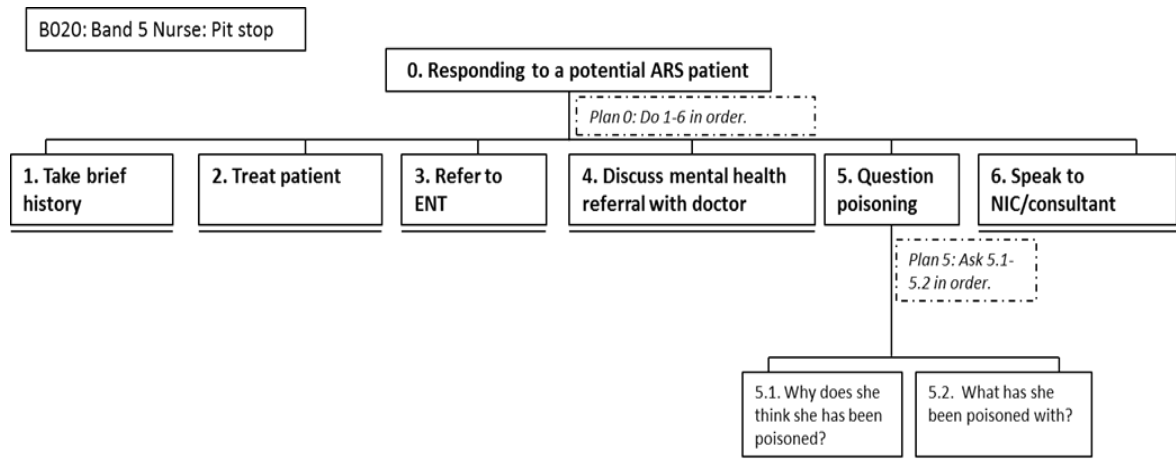 B020: Band 5 Nurse: Pit stop
0. Responding to a potential ARS patient
Plan 0: Do 1-6 in order.
1. Take brief
history
2. Treat patient
3. Refer to
ENT
4. Discuss mental health
referral with doctor
5. Question
poisoning
6. Speak to
NIC/consultant
Plan 5: Ask 5.1-
5.2 in order.
5.1. Why does she
think she has been
poisoned?
5.2. What has she
been poisoned with?